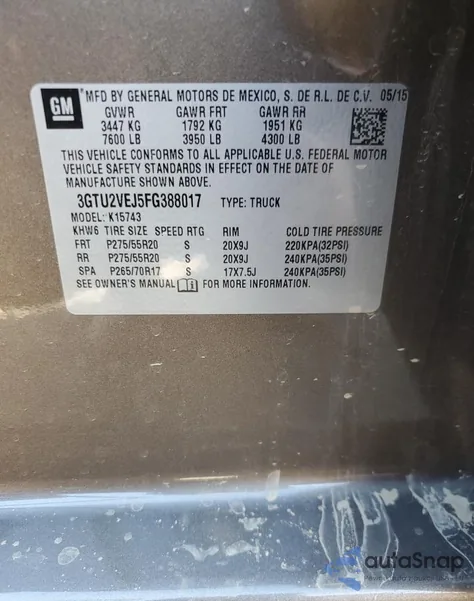 GM
MFD BY GENERAL MOTORS DE MEXICO, S. DE R.L. DE C.V. 05/15
GVWR GAWR FRT GAWR RR
3447 KG 1792 KG 1951 KG
7600 LB 3950 LB 4300 LB
THIS VEHICLE CONFORMS TO ALL APPLICABLE U.S. FEDERAL MOTOR
VEHICLE SAFETY STANDARDS IN EFFECT ON THE DATE OF
MANUFACTURE SHOWN ABOVE.
3GTU2VEJ5FG388017 TYPE: TRUCK
MODEL: K15743
KHW6 TIRE SIZE SPEED RTG RIM COLD TIRE PRESSURE
FRT P275/55R20 S 20X9J 220KPA(32PSI)
RR P275/55R20 S 20X9J 240KPA(35PSI)
SPA P265/70R17 S 17X7.5J 240KPA(35PSI)
SEE OWNER'S MANUAL FOR MORE INFORMATION.
autoSnap